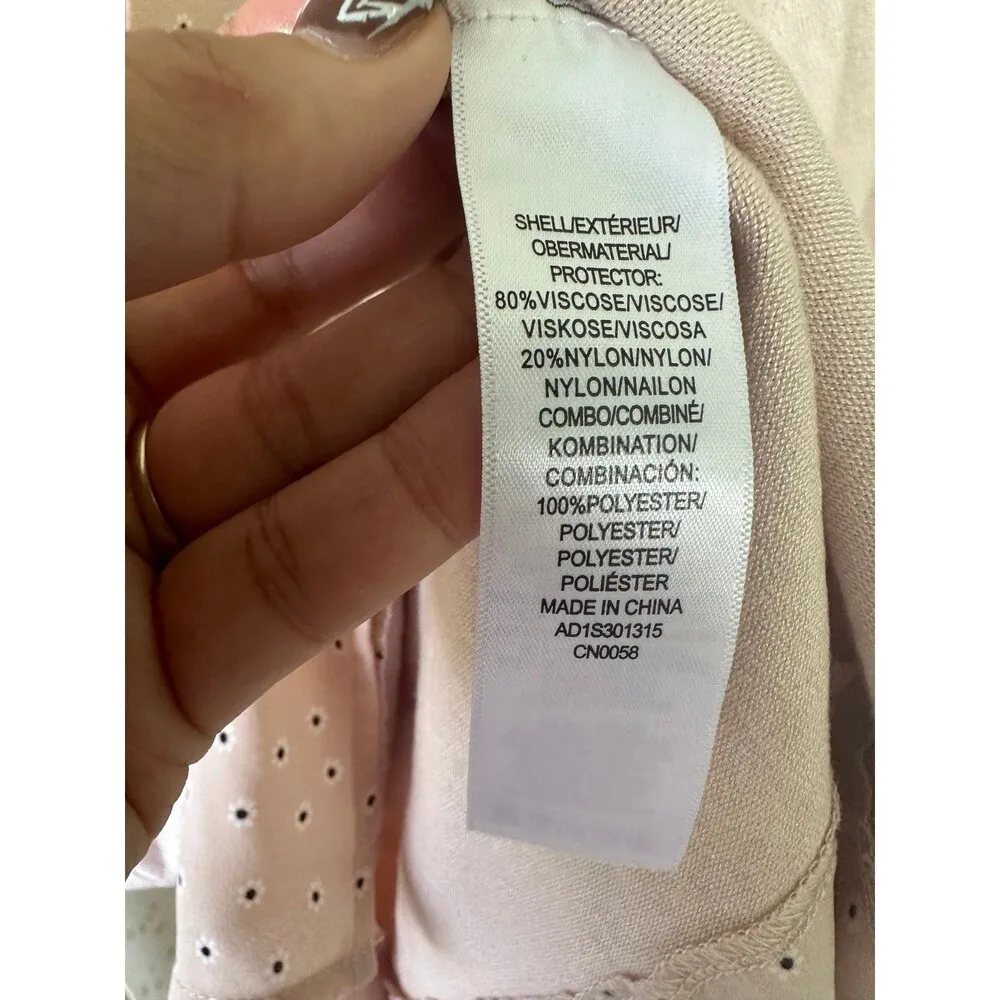 SHELL/EXTÉRIEUR/
OBERMATERIAL/
PROTECTOR:
80%VISCOSE/VISCOSE/
VISKOSE/VISCOSA
20%NYLON/NYLON/
NYLON/NAILON
COMBO/COMBINÉ/
KOMBINATION/
COMBINACIÓN:
100%POLYESTER/
POLYESTER/
POLYESTER/
POLIÉSTER
MADE IN CHINA
AD1S301315
CN0058